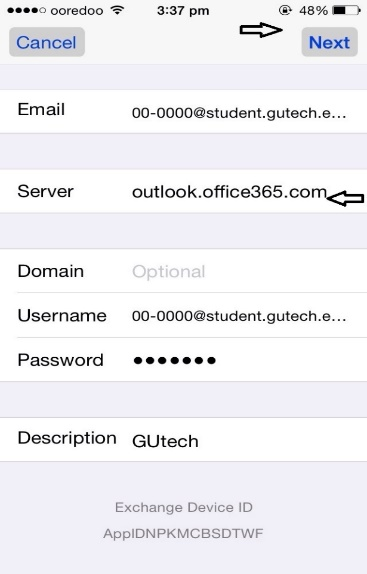 ooredoo 3:37 pm 48%
Cancel Next
Email 00-0000@student.gutech.e...
Server outlook.office365.com
Domain Optional
Username 00-0000@student.gutech.e...
Password ●●●●●●●
Description GUtech
Exchange Device ID
ApplDNPKMCBSDTWF